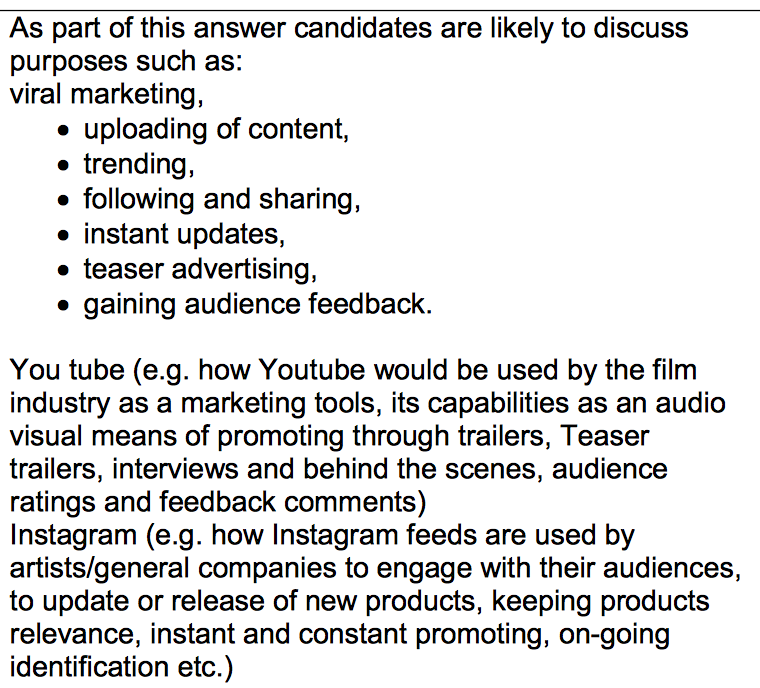 As part of this answer candidates are likely to discuss
purposes such as:
viral marketing,
• uploading of content,
• trending,
• following and sharing,
• instant updates,
• teaser advertising,
• gaining audience feedback.
You tube (e.g. how Youtube would be used by the film
industry as a marketing tools, its capabilities as an audio
visual means of promoting through trailers, Teaser
trailers, interviews and behind the scenes, audience
ratings and feedback comments)
Instagram (e.g. how Instagram feeds are used by
artists/general companies to engage with their audiences,
to update or release of new products, keeping products
relevance, instant and constant promoting, on-going
identification etc.)